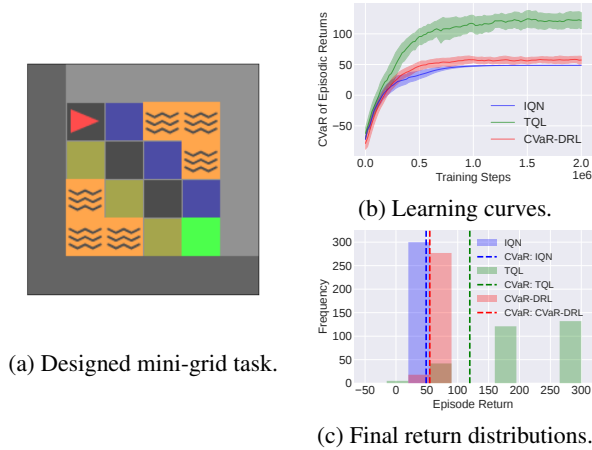 100
50
0
−50
CVaR of Episodic Returns
IQN
TQL
CVaR-DRL
0.0 0.5 1.0 1.5 2.0
Training Steps 1e6
(b) Learning curves.
300
250
200
150
100
50
0
Frequency
IQN
CVaR: IQN
TQL
CVaR: TQL
CVaR-DRL
CVaR: CVaR-DRL
−50 0 50 100 150 200 250 300
Episode Return
(a) Designed mini-grid task.
(c) Final return distributions.